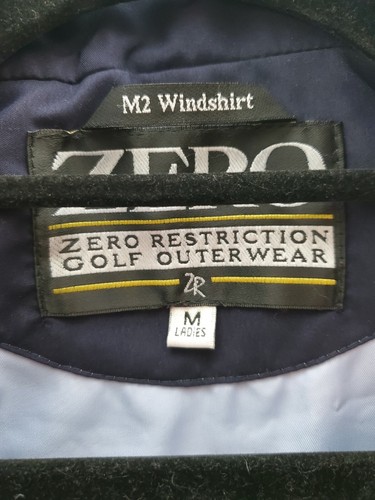 M2 Windshirt
ZERO
ZERO RESTRICTION
GOLF OUTERWEAR
ZR
M
LADIES